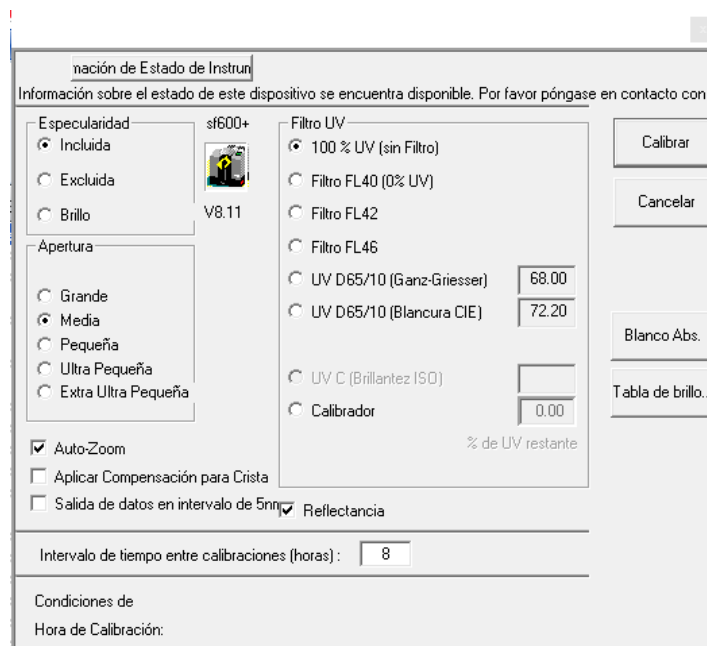 mación de Estado de Instrum
Información sobre el estado de este dispositivo se encuentra disponible. Por favor póngase en contacto con
Especularidad
Incluida
Excluida
Brillo
sf600+
V8.11
Filtro UV
100 % UV (sin Filtro)
Filtro FL40 (0% UV)
Filtro FL42
Filtro FL46
UV D65/10 (Ganz-Griesser) 68.00
UV D65/10 (Blancura CIE) 72.20
UV C (Brillantez ISO)
Calibrador 0.00
% de UV restante
Calibrar
Cancelar
Blanco Abs.
Tabla de brillo..
Apertura
Grande
Media
Pequeña
Ultra Pequeña
Extra Ultra Pequeña
Auto-Zoom
Aplicar Compensación para Crista
Salida de datos en intervalo de 5nm
Reflectancia
Intervalo de tiempo entre calibraciones (horas) : 8
Condiciones de
Hora de Calibración: